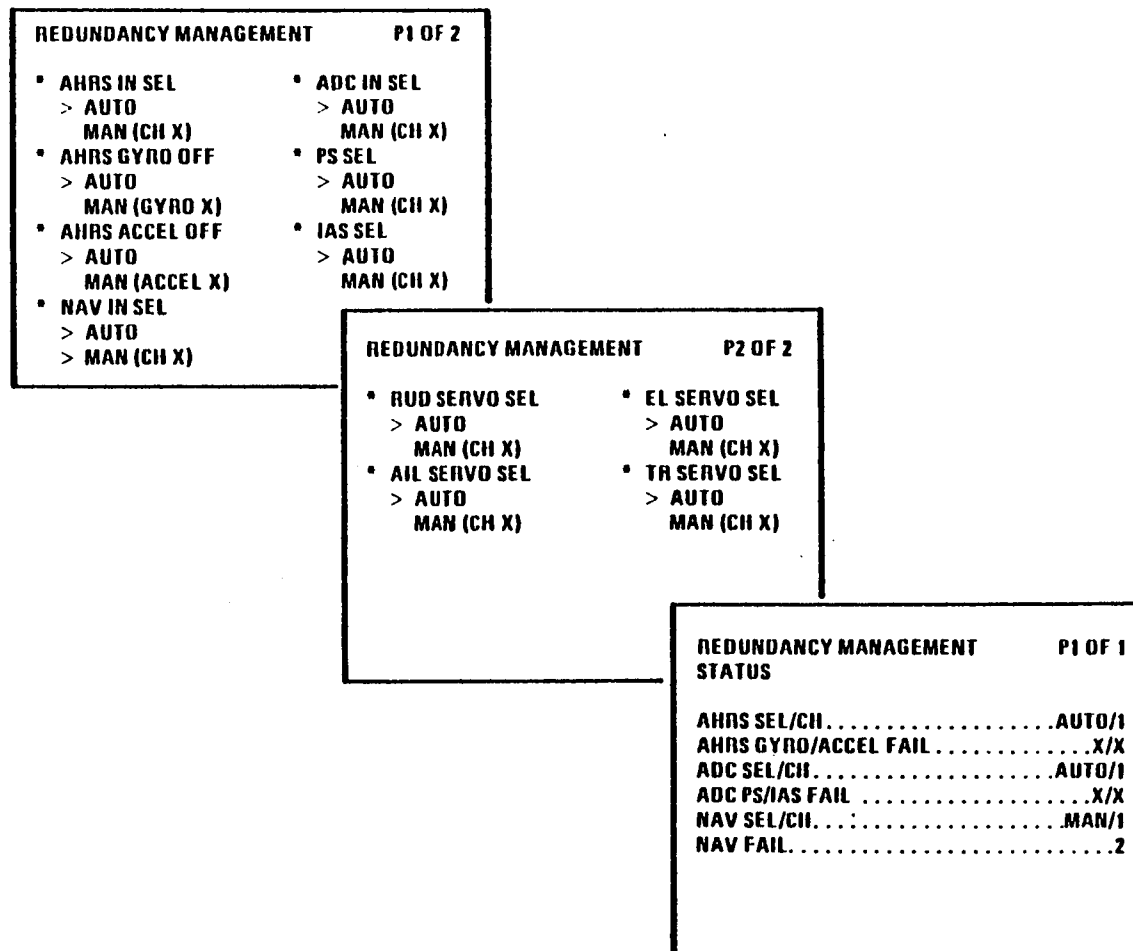 REDUNDANCY MANAGEMENT P1 OF 2
* AHRS IN SEL
> AUTO
MAN (CH X)
* AHRS GYRO OFF
> AUTO
MAN (GYRO X)
* AHRS ACCEL OFF
> AUTO
MAN (ACCEL X)
* NAV IN SEL
> AUTO
> MAN (CH X)
* ADC IN SEL
> AUTO
MAN (CH X)
* PS SEL
> AUTO
MAN (CH X)
* IAS SEL
> AUTO
MAN (CH X)
REDUNDANCY MANAGEMENT P2 OF 2
* RUD SERVO SEL
> AUTO
MAN (CH X)
* AIL SERVO SEL
> AUTO
MAN (CH X)
* EL SERVO SEL
> AUTO
MAN (CH X)
* TR SERVO SEL
> AUTO
MAN (CH X)
REDUNDANCY MANAGEMENT P1 OF 1
STATUS
AHRS SEL/CH...................AUTO/1
AHRS GYRO/ACCEL FAIL.............X/X
ADC SEL/CH....................AUTO/1
ADC PS/IAS FAIL ...................X/X
NAV SEL/CH...:..................MAN/1
NAV FAIL..........................2